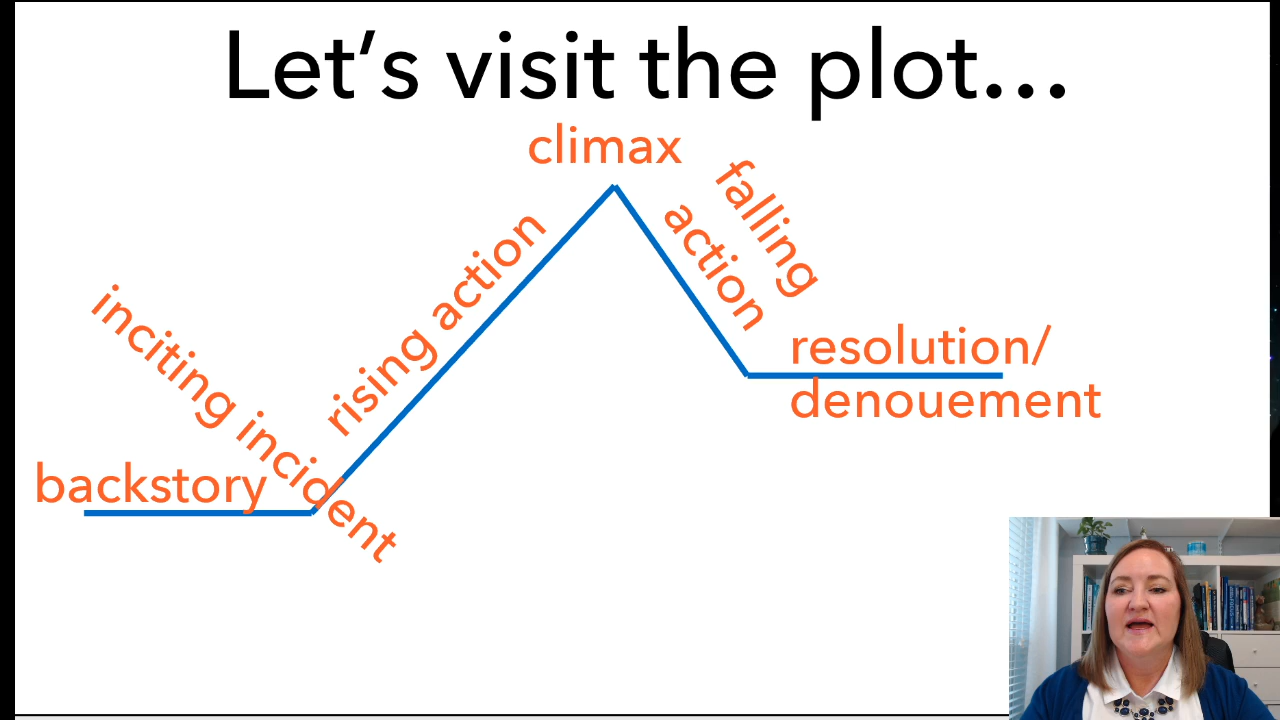 Let’s visit the plot...
climax
falling
action
rising action
inciting incident
backstory
resolution/
denouement